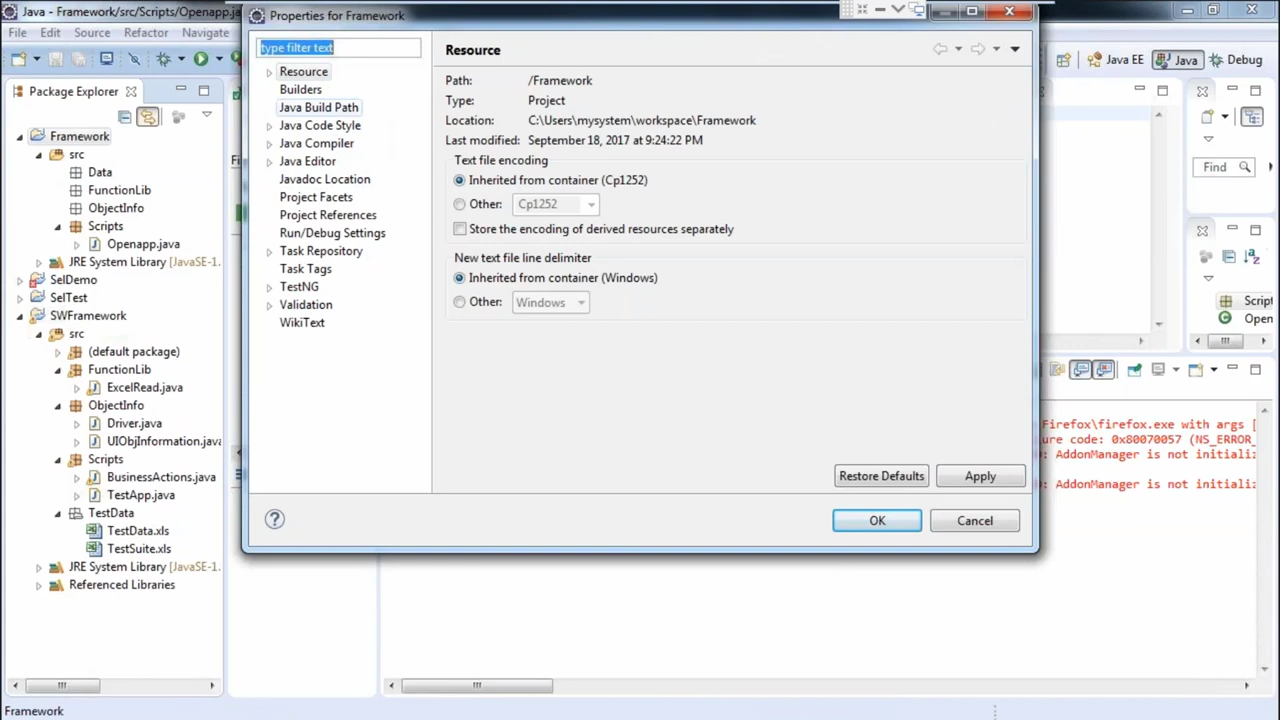 Java - Framework/src/Scripts/Openapp.ja
Properties for Framework
File Edit Source Refactor Navigate
Java EE Java Debug
Package Explorer
Framework
src
Data
FunctionLib
ObjectInfo
Scripts
Openapp.java
JRE System Library [JavaSE-1.
SelDemo
SelTest
SWFramework
src
(default package)
FunctionLib
ExcelRead.java
ObjectInfo
Driver.java
UIObjInformation.java
Scripts
BusinessActions.java
TestApp.java
TestData
TestData.xls
TestSuite.xls
JRE System Library [JavaSE-1.
Referenced Libraries
type filter text
Resource
Builders
Java Build Path
Java Code Style
Java Compiler
Java Editor
Javadoc Location
Project Facets
Project References
Run/Debug Settings
Task Repository
Task Tags
TestNG
Validation
WikiText
Resource
Path: /Framework
Type: Project
Location: C:\Users\mysystem\workspace\Framework
Last modified: September 18, 2017 at 9:24:22 PM
Text file encoding
Inherited from container (Cp1252)
Other: Cp1252
Store the encoding of derived resources separately
New text file line delimiter
Inherited from container (Windows)
Other: Windows
Restore Defaults Apply
OK Cancel
Find
Script
Open
Firefox\firefox.exe with args [
ure code: 0x80070057 (NS_ERROR_
: AddonManager is not initiali
: AddonManager is not initiali
Framework